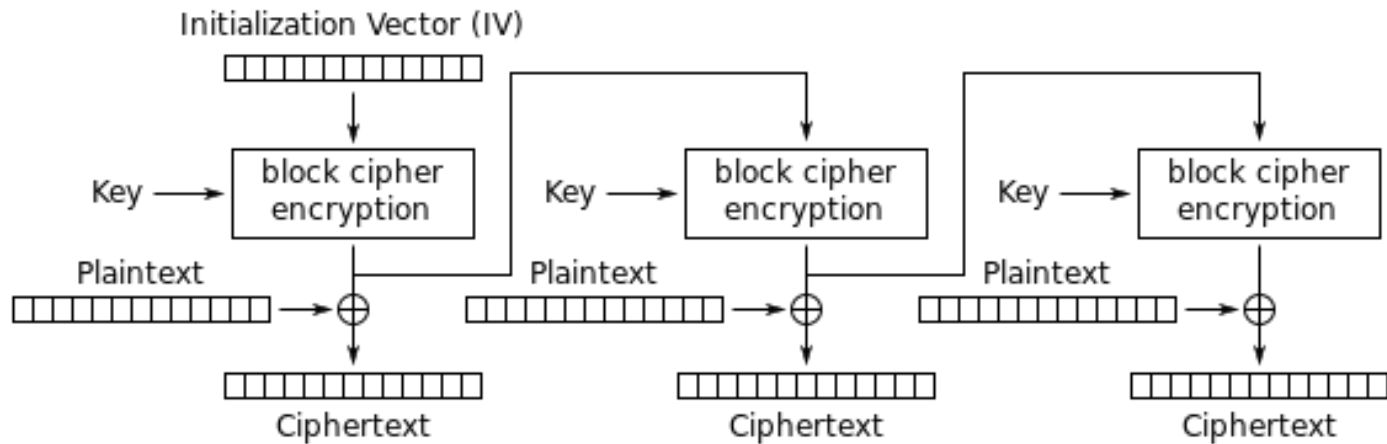 Initialization Vector (IV)
Key
block cipher
encryption
Key
block cipher
encryption
Key
block cipher
encryption
Plaintext
Plaintext
Plaintext
Ciphertext
Ciphertext
Ciphertext